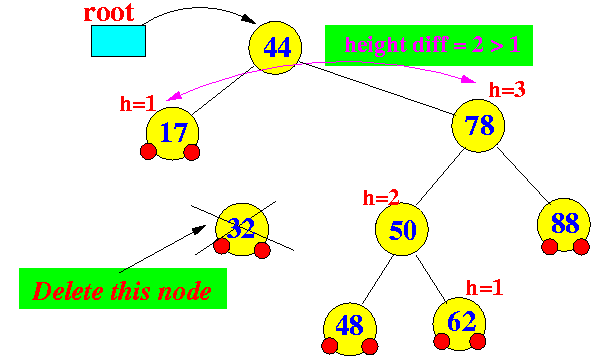 root
44
height diff = 2 > 1
h=1
h=3
17
78
h=2
32
50
88
Delete this node
h=1
48
62